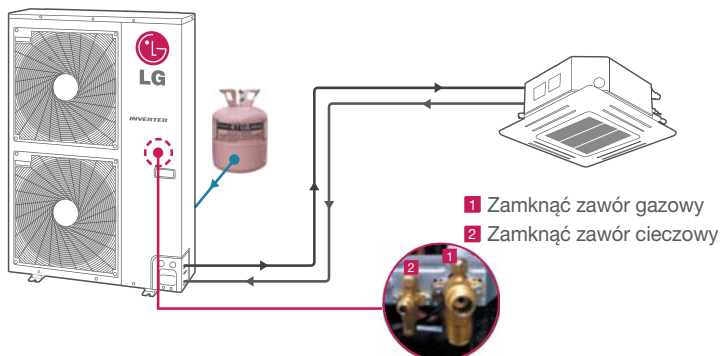 LG
INVERTER
1 Zamknąć zawór gazowy
2 Zamknąć zawór cieczowy
2 1